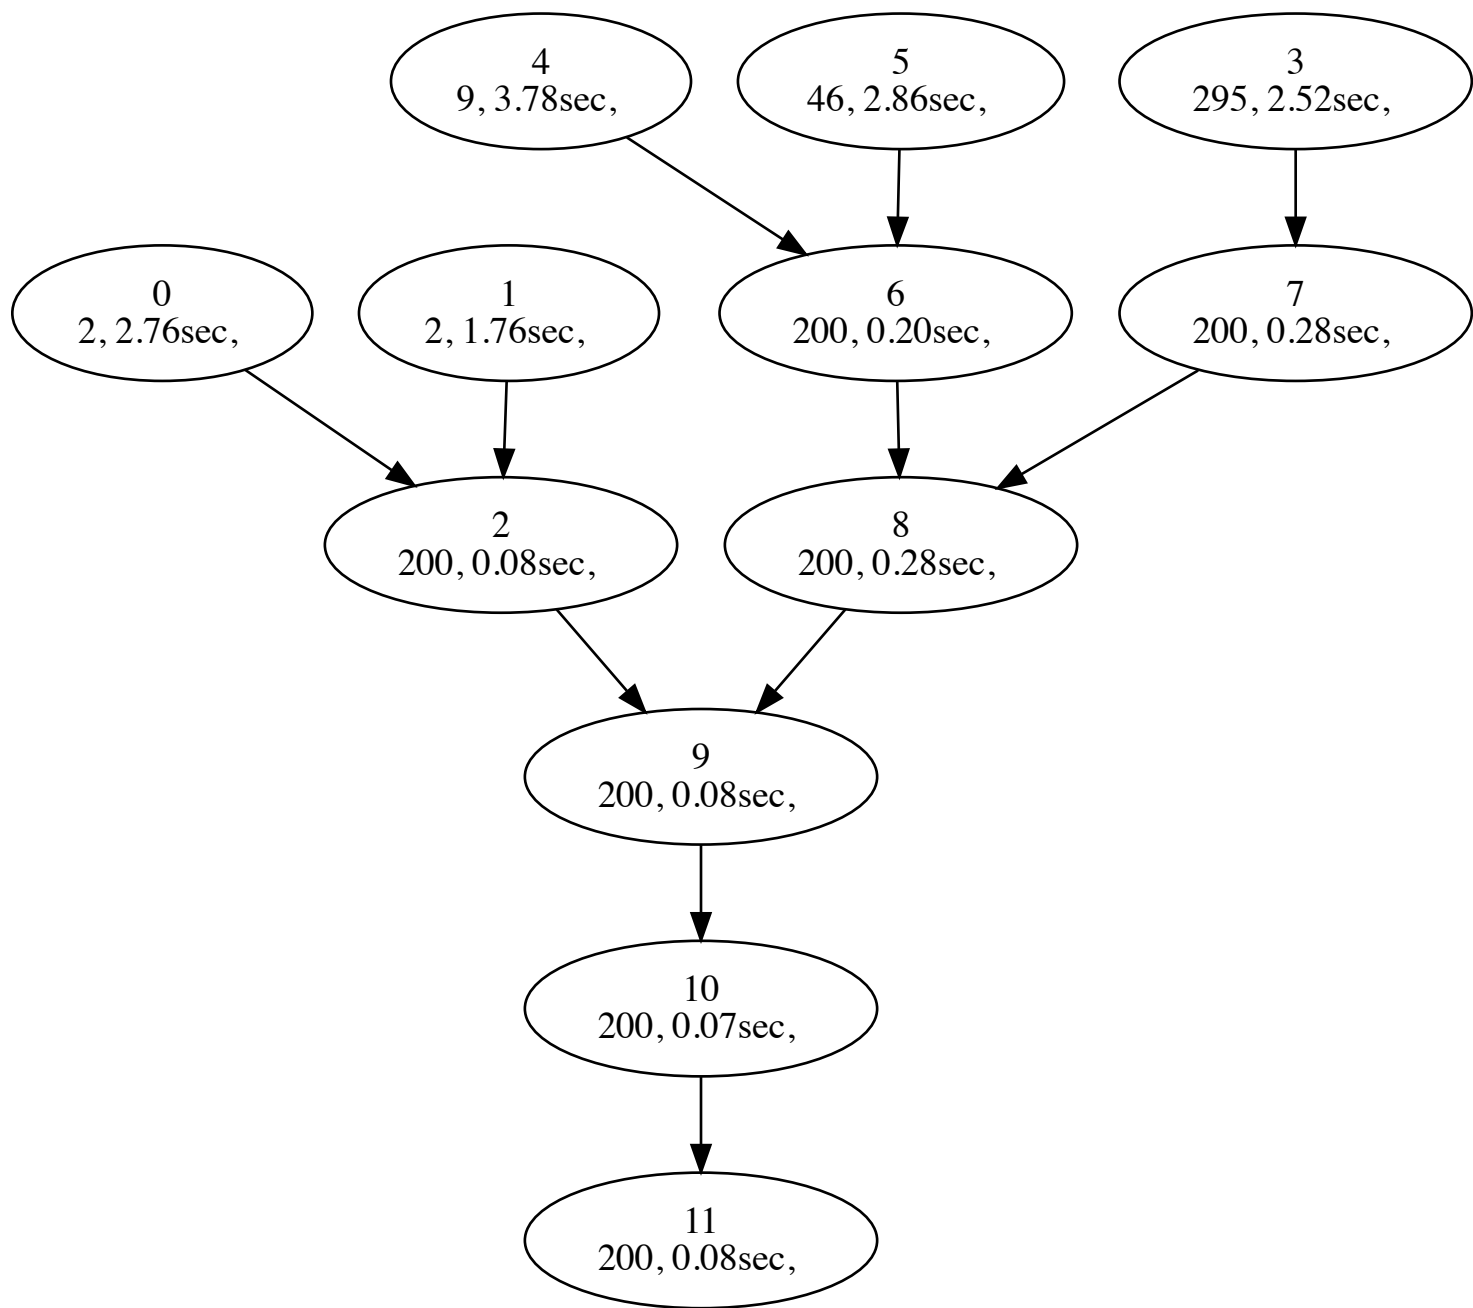 4
9, 3.78sec,
5
46, 2.86sec,
3
295, 2.52sec,
0
2, 2.76sec,
1
2, 1.76sec,
6
200, 0.20sec,
7
200, 0.28sec,
2
200, 0.08sec,
8
200, 0.28sec,
9
200, 0.08sec,
10
200, 0.07sec,
11
200, 0.08sec,